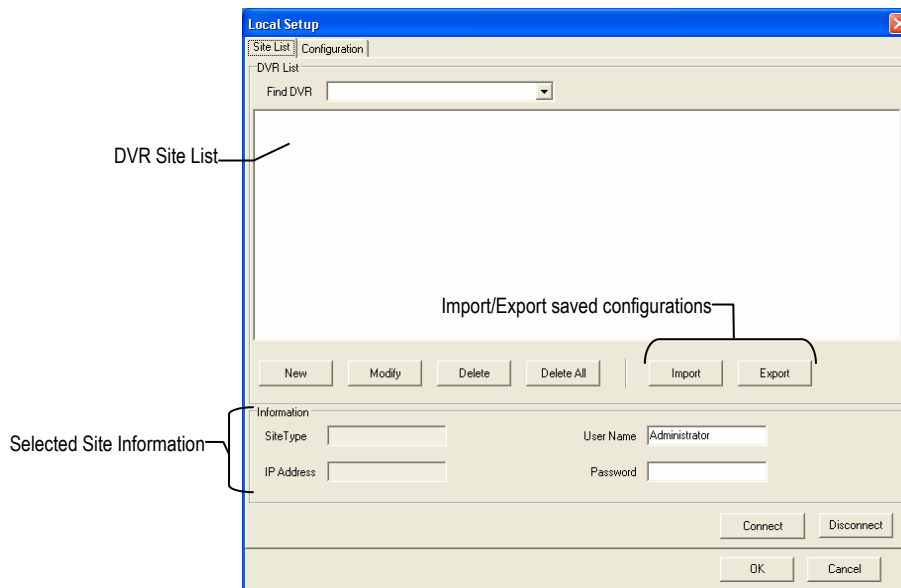 Local Setup
Site List Configuration
DVR List
Find DVR
DVR Site List
Import/Export saved configurations
New Modify Delete Delete All Import Export
Information
SiteType User Name Administrator
Selected Site Information
IP Address Password
Connect Disconnect
OK Cancel